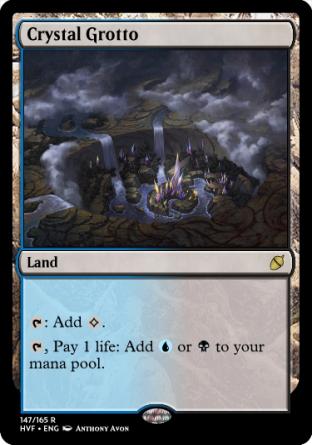 Crystal Grotto
Land
: Add .
, Pay 1 life: Add or to your
mana pool.
147/165 R
HVF • ENG Anthony Avon